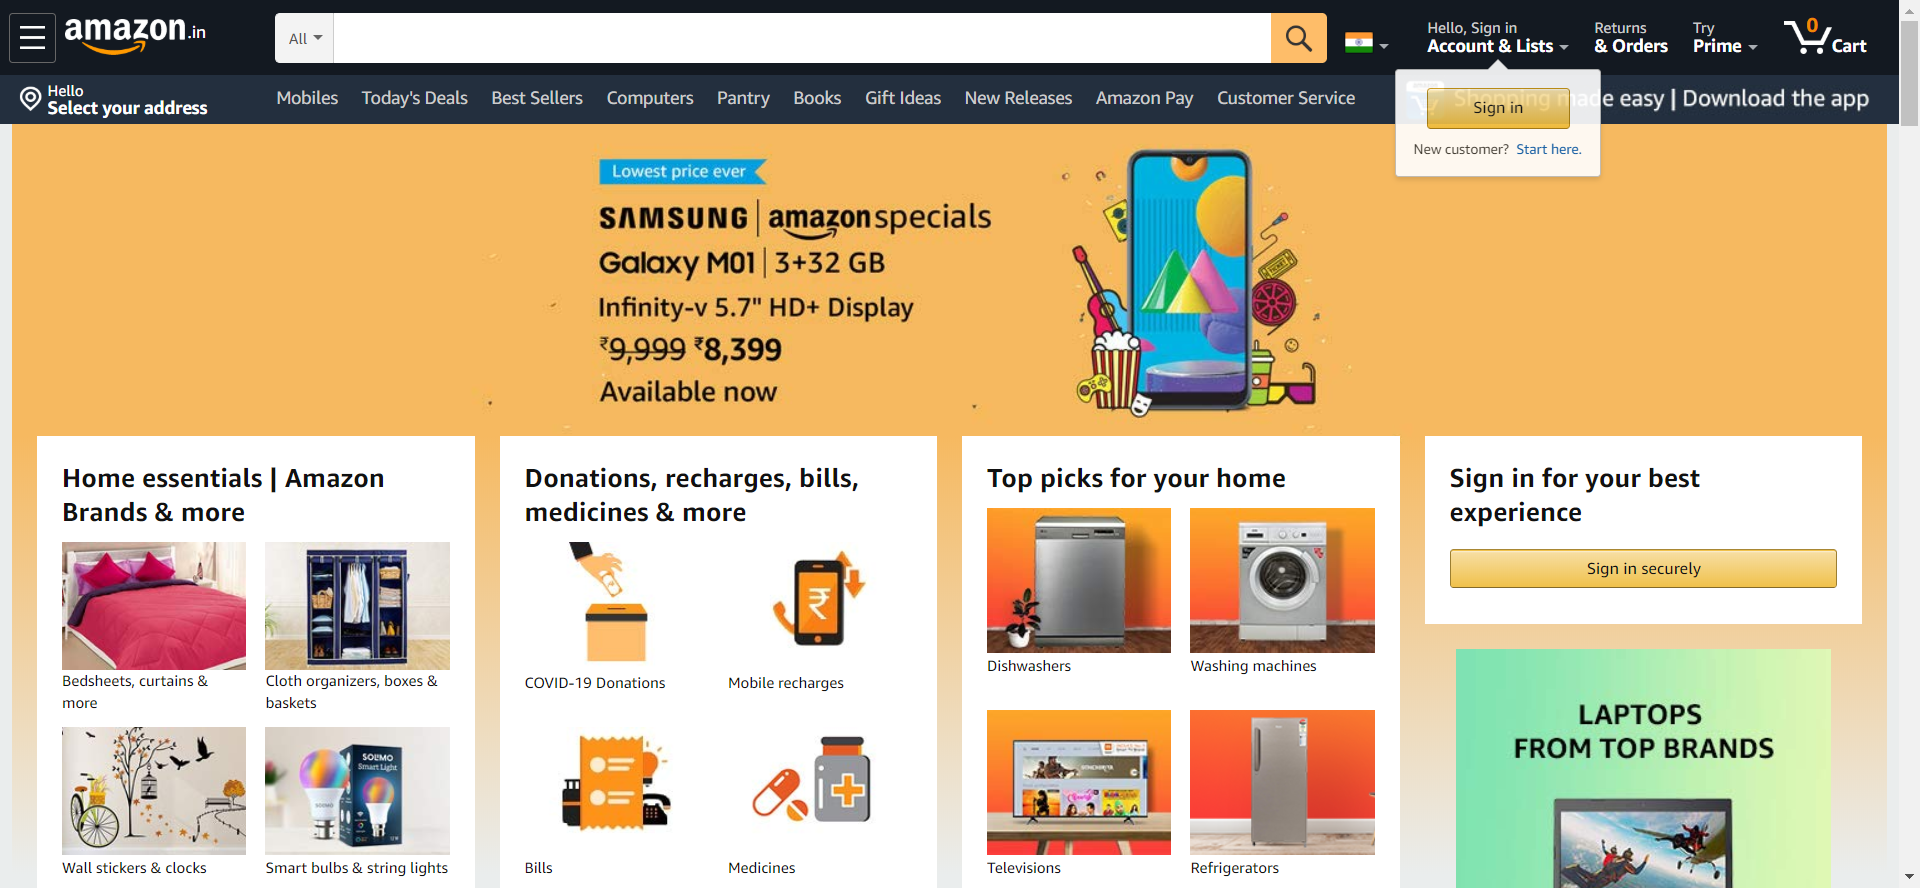 amazon.in
All
Hello, Sign in
Account & Lists
Returns
& Orders
Try
Prime
0
Cart
Hello
Select your address
Mobiles
Today's Deals
Best Sellers
Computers
Pantry
Books
Gift Ideas
New Releases
Amazon Pay
Customer Service
Shopping made easy | Download the app
Sign in
New customer? Start here.
Lowest price ever
SAMSUNG | amazon specials
Galaxy M01 | 3+32 GB
Infinity-v 5.7" HD+ Display
₹9,999 ₹8,399
Available now
Home essentials | Amazon
Brands & more
Bedsheets, curtains &
more
Cloth organizers, boxes &
baskets
SOLIMO
Smart Light
SOLIMO
Wall stickers & clocks
Smart bulbs & string lights
Donations, recharges, bills,
medicines & more
₹
COVID-19 Donations
Mobile recharges
Bills
Medicines
Top picks for your home
Dishwashers
Washing machines
Televisions
Refrigerators
Sign in for your best
experience
Sign in securely
LAPTOPS
FROM TOP BRANDS